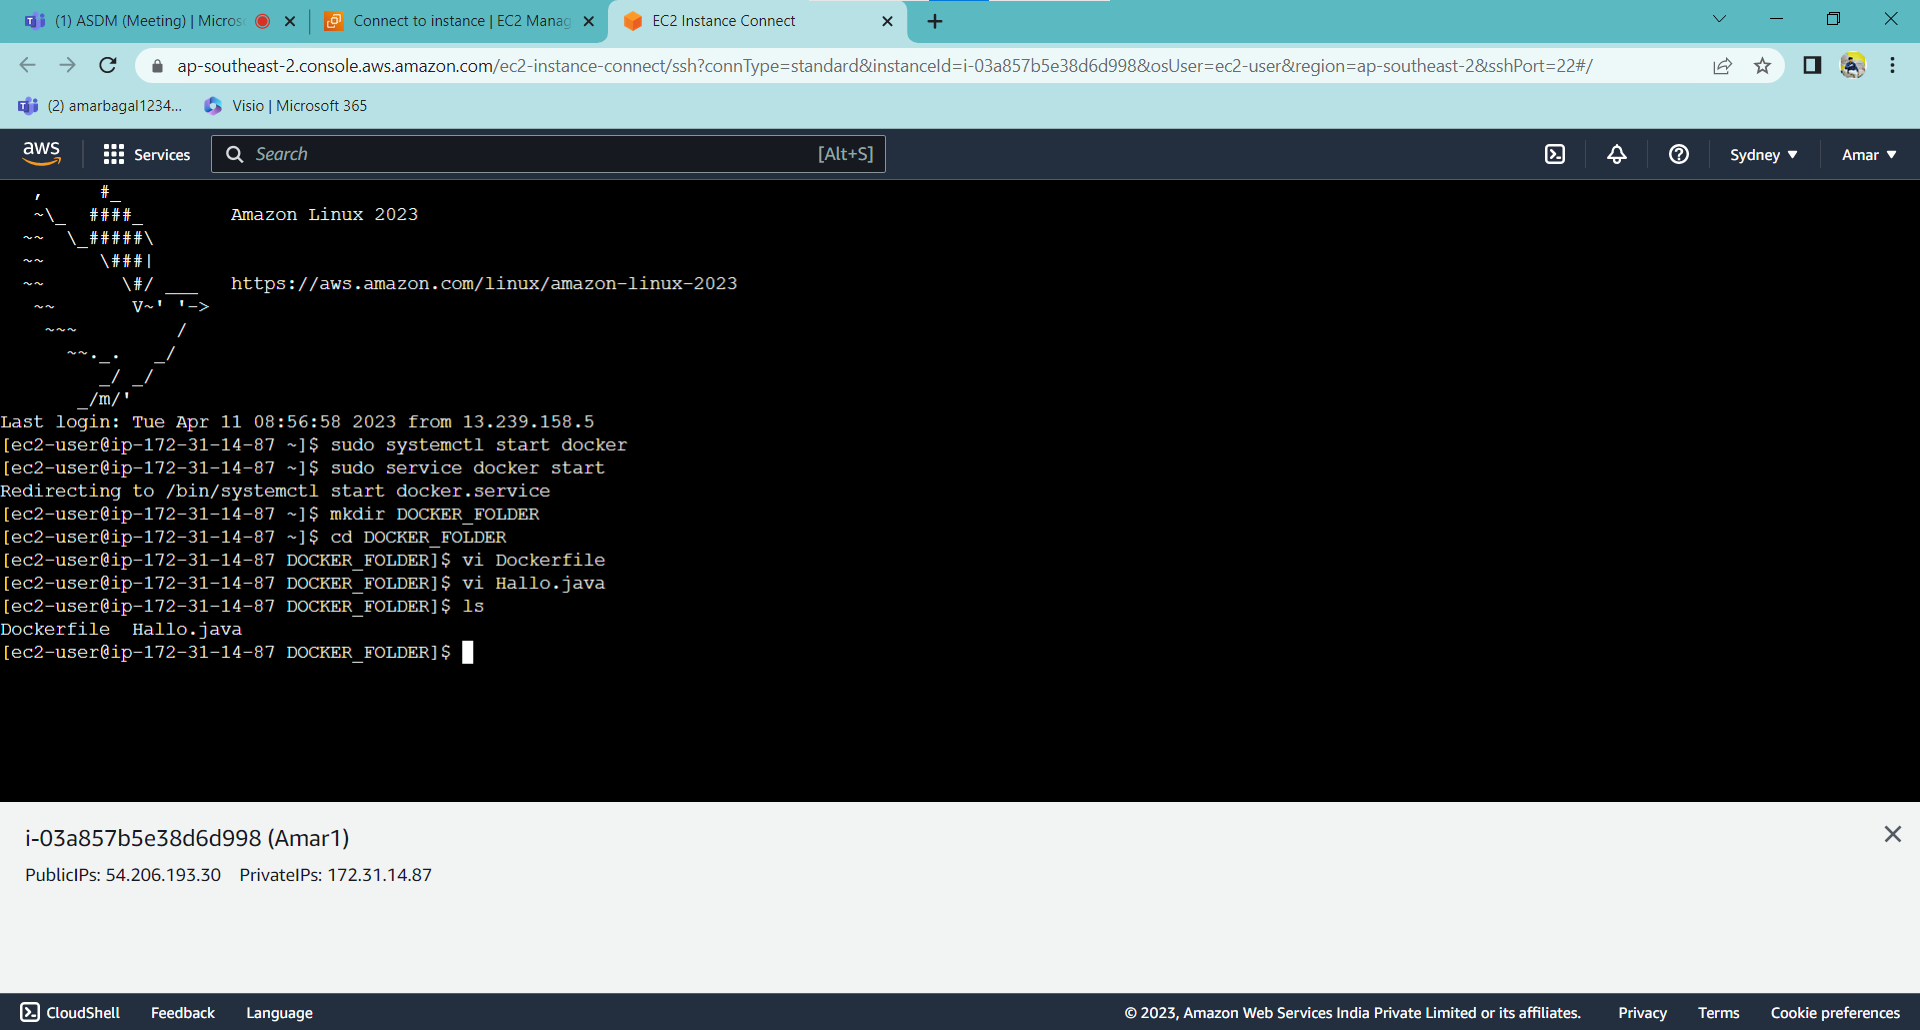 (1) ASDM (Meeting) | Micros
Connect to instance | EC2 Manag
EC2 Instance Connect
ap-southeast-2.console.aws.amazon.com/ec2-instance-connect/ssh?connType=standard&instanceId=i-03a857b5e38d6d998&osUser=ec2-user&region=ap-southeast-2&sshPort=22#/
(2) amarbagal1234...
Visio | Microsoft 365
aws
Services
Search
[Alt+S]
Sydney
Amar
   ,     #_
   ~\_  ####_        Amazon Linux 2023
  ~~  \_#####\
  ~~     \###|
  ~~       \#/ ___   https://aws.amazon.com/linux/amazon-linux-2023
   ~~       V~' '->
    ~~~         /
      ~~._.   _/
         _/ _/
       _/m/'
Last login: Tue Apr 11 08:56:58 2023 from 13.239.158.5
[ec2-user@ip-172-31-14-87 ~]$ sudo systemctl start docker
[ec2-user@ip-172-31-14-87 ~]$ sudo service docker start
Redirecting to /bin/systemctl start docker.service
[ec2-user@ip-172-31-14-87 ~]$ mkdir DOCKER_FOLDER
[ec2-user@ip-172-31-14-87 ~]$ cd DOCKER_FOLDER
[ec2-user@ip-172-31-14-87 DOCKER_FOLDER]$ vi Dockerfile
[ec2-user@ip-172-31-14-87 DOCKER_FOLDER]$ vi Hallo.java
[ec2-user@ip-172-31-14-87 DOCKER_FOLDER]$ ls
Dockerfile  Hallo.java
[ec2-user@ip-172-31-14-87 DOCKER_FOLDER]$
i-03a857b5e38d6d998 (Amar1)
PublicIPs: 54.206.193.30 PrivateIPs: 172.31.14.87
CloudShell
Feedback
Language
© 2023, Amazon Web Services India Private Limited or its affiliates.
Privacy
Terms
Cookie preferences